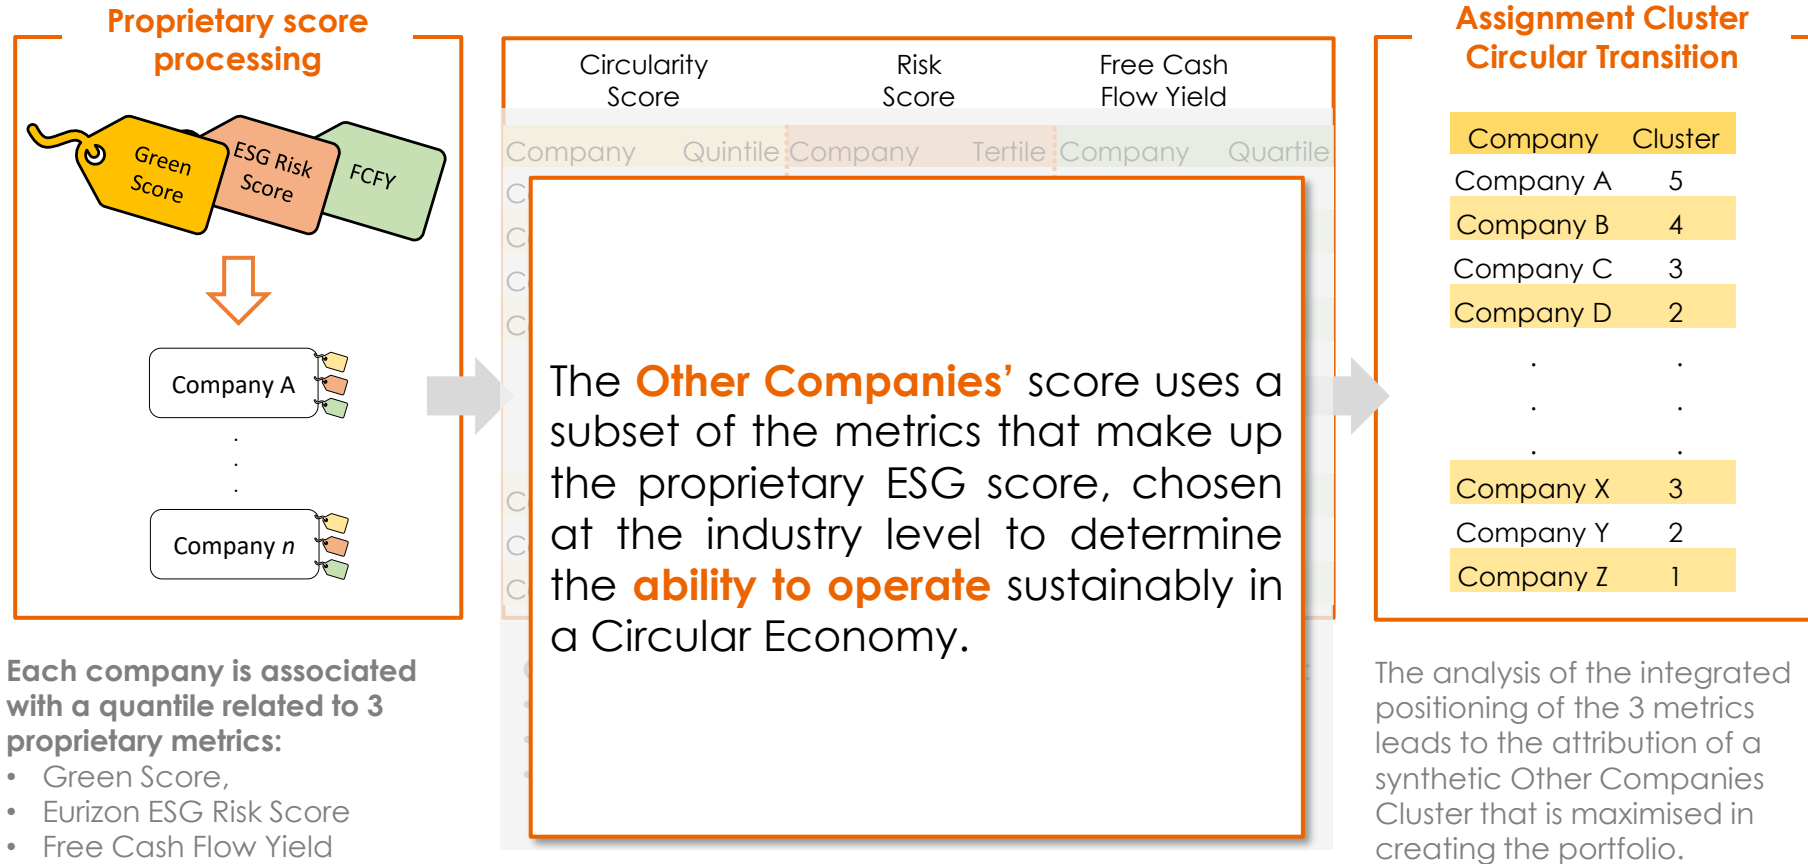 Proprietary score
processing
Green
Score
ESG Risk
Score
FCFY
Company A
.
.
.
Company n
Each company is associated
with a quantile related to 3
proprietary metrics:
• Green Score,
• Eurizon ESG Risk Score
• Free Cash Flow Yield
Circularity
Score
Risk
Score
Free Cash
Flow Yield
Company Quintile Company Tertile Company Quartile
The Other Companies’ score uses a
subset of the metrics that make up
the proprietary ESG score, chosen
at the industry level to determine
the ability to operate sustainably in
a Circular Economy.
Assignment Cluster
Circular Transition
Company Cluster
Company A 5
Company B 4
Company C 3
Company D 2
. .
. .
. .
Company X 3
Company Y 2
Company Z 1
The analysis of the integrated
positioning of the 3 metrics
leads to the attribution of a
synthetic Other Companies
Cluster that is maximised in
creating the portfolio.